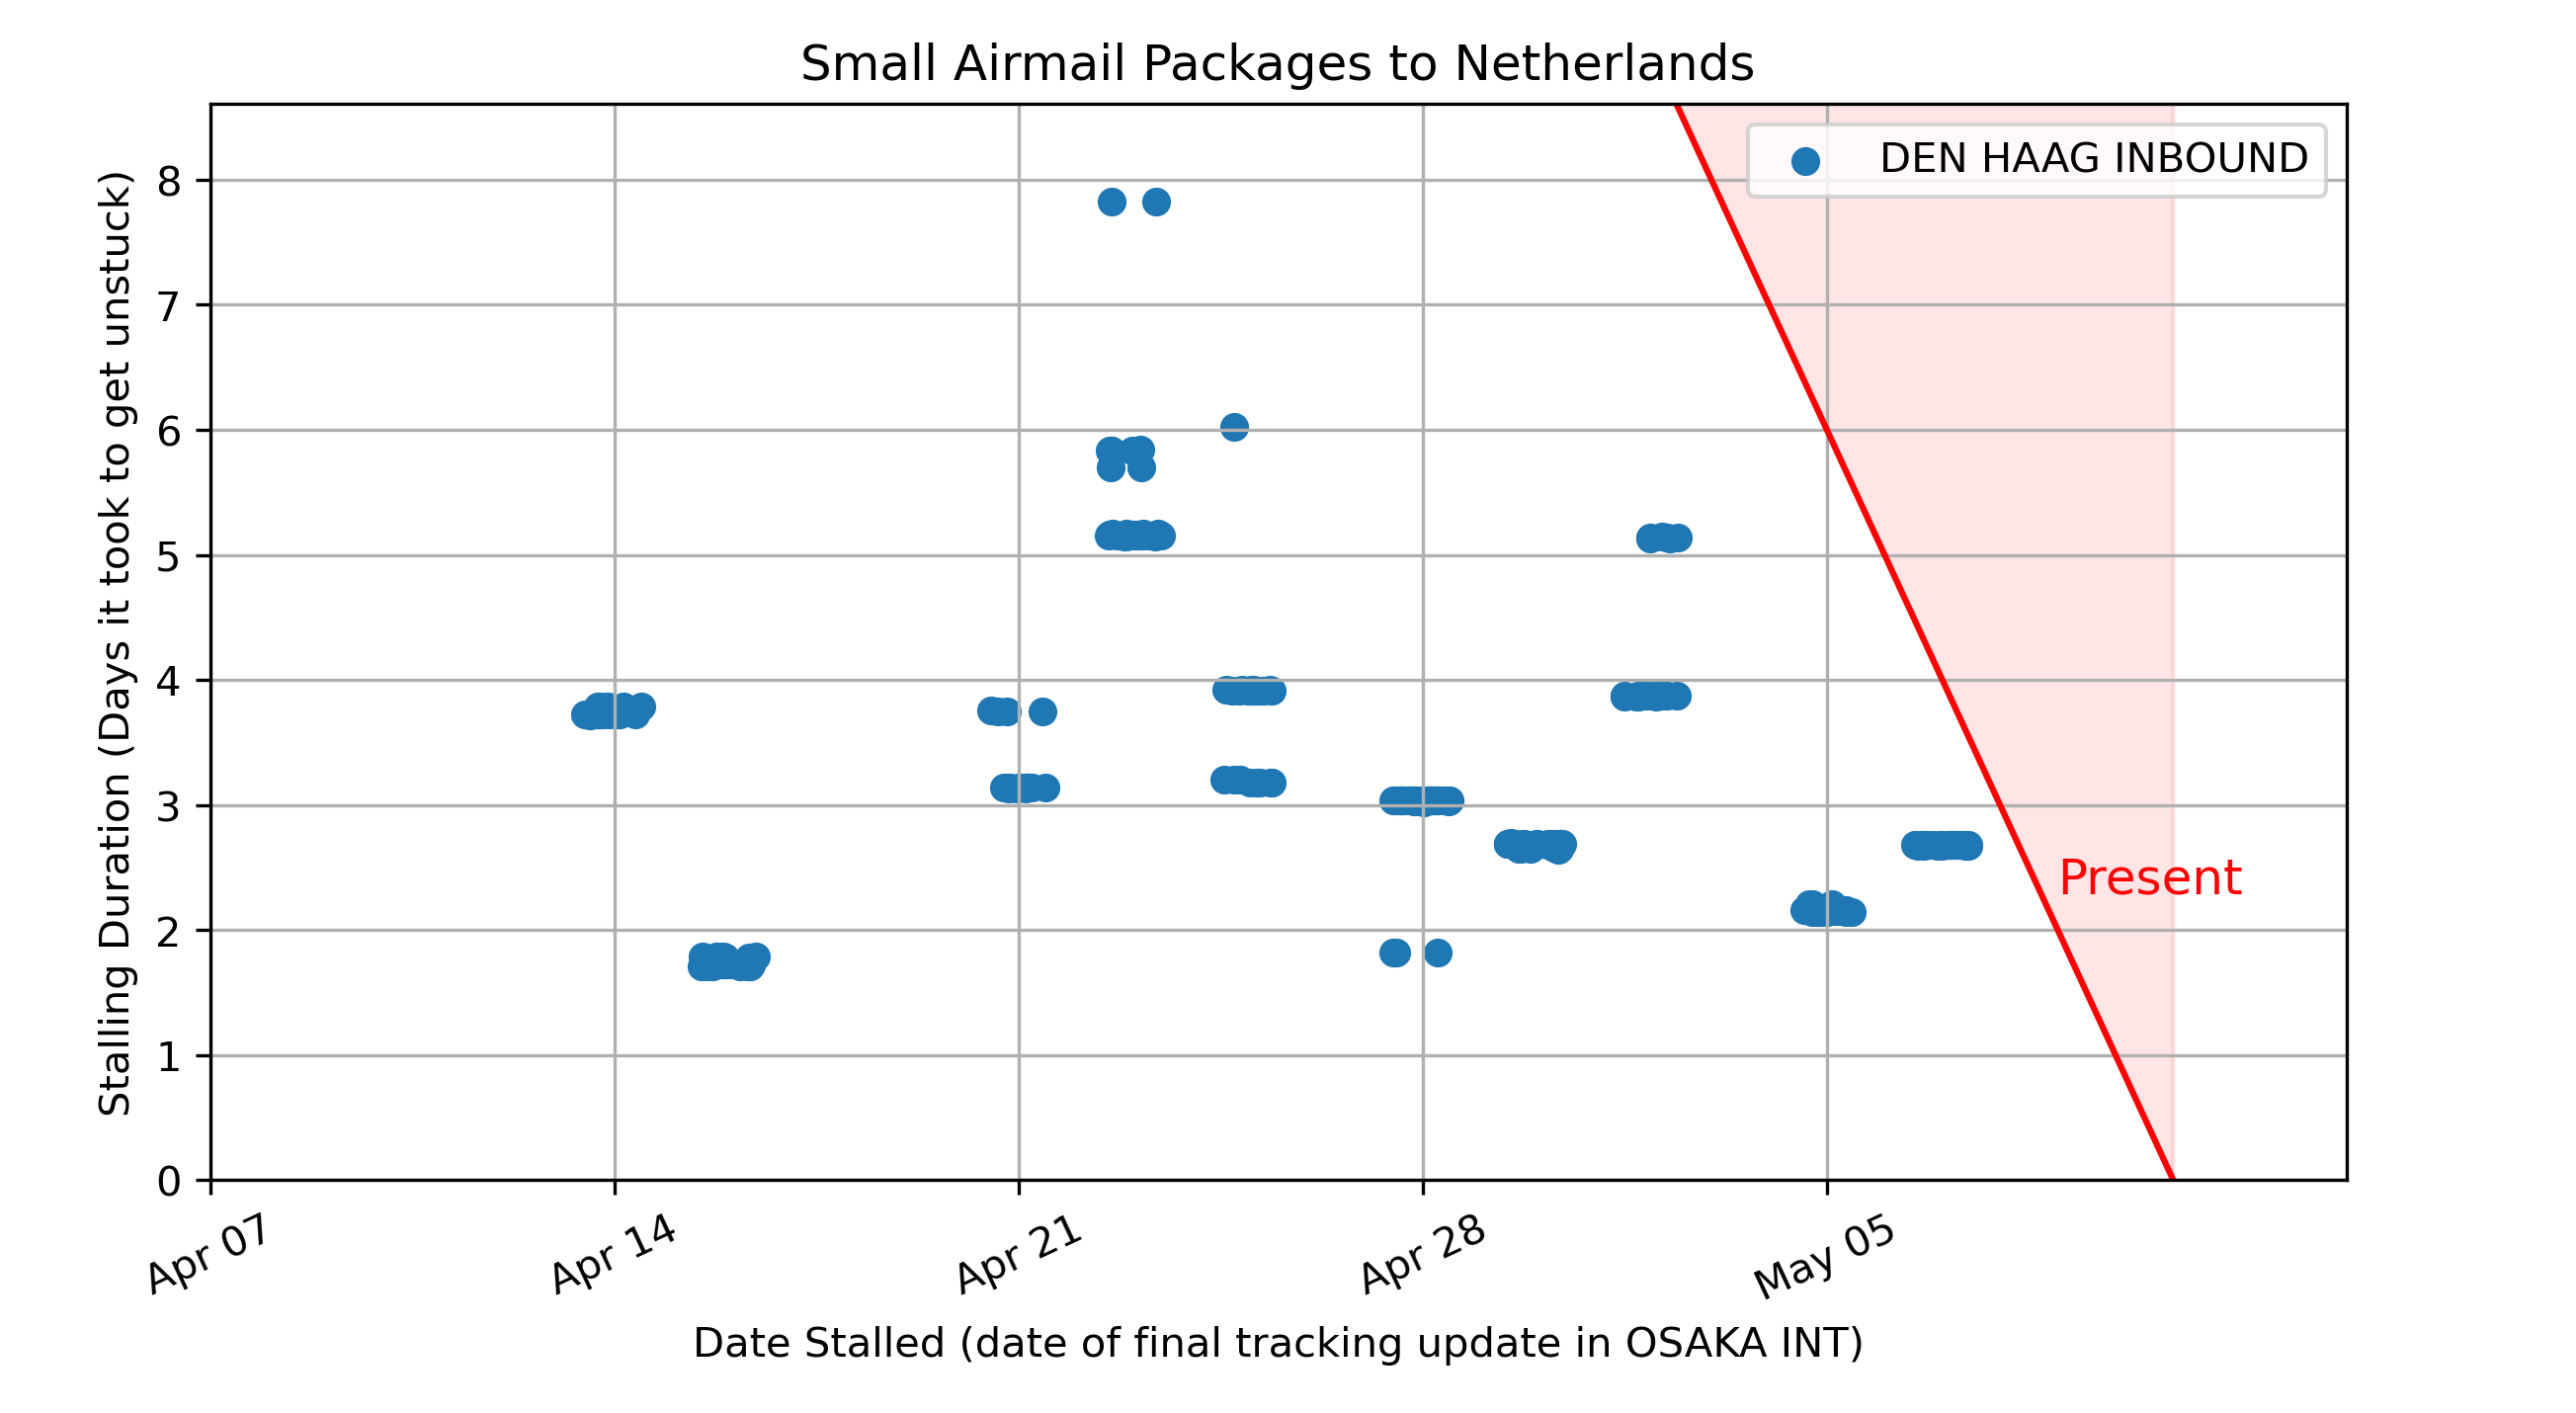 Small Airmail Packages to Netherlands
DEN HAAG INBOUND
Stalling Duration (Days it took to get unstuck)
8
7
6
5
4
3
2
1
0
Present
Apr 07
Apr 14
Apr 21
Apr 28
May 05
Date Stalled (date of final tracking update in OSAKA INT)